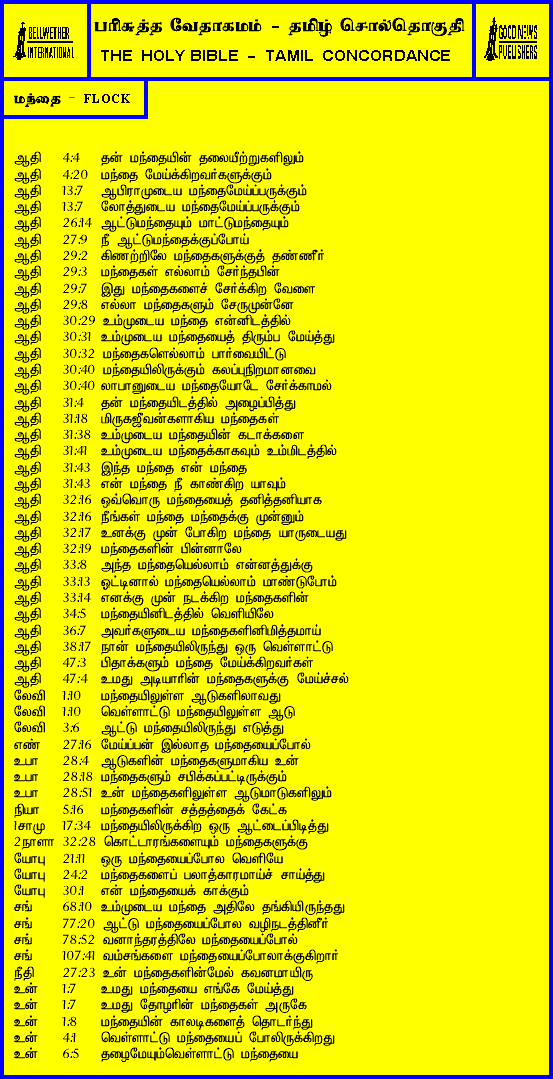 BELLWETHER
INTERNATIONAL
பரிசுத்த வேதாகமம் - தமிழ் சொல்தொகுதி
THE HOLY BIBLE - TAMIL CONCORDANCE
GOOD NEWS
PUBLISHERS
மந்தை - FLOCK
ஆதி 4:4 தன் மந்தையின் தலையீற்றுகளிலும்
ஆதி 4:20 மந்தை மேய்க்கிறவர்களுக்கும்
ஆதி 13:7 ஆபிராமுடைய மந்தைமேய்ப்பருக்கும்
ஆதி 13:7 லோத்துடைய மந்தைமேய்ப்பருக்கும்
ஆதி 26:14 ஆட்டுமந்தையும் மாட்டுமந்தையும்
ஆதி 27:9 நீ ஆட்டுமந்தைக்குப்போய்
ஆதி 29:2 கிணற்றிலே மந்தைகளுக்குத் தண்ணீர்
ஆதி 29:3 மந்தைகள் எல்லாம் சேர்ந்தபின்
ஆதி 29:7 இது மந்தைகளைச் சேர்க்கிற வேளை
ஆதி 29:8 எல்லா மந்தைகளும் சேருமுன்னே
ஆதி 30:29 உம்முடைய மந்தை என்னிடத்தில்
ஆதி 30:31 உம்முடைய மந்தையைத் திரும்ப மேய்த்து
ஆதி 30:32 மந்தைகளெல்லாம் பார்வையிட்டு
ஆதி 30:40 மந்தையிலிருக்கும் கலப்புநிறமானவை
ஆதி 30:40 லாபானுடைய மந்தையோடே சேர்க்காமல்
ஆதி 31:4 தன் மந்தையிடத்தில் அழைப்பித்து
ஆதி 31:18 மிருகஜீவன்களாகிய மந்தைகள்
ஆதி 31:38 உம்முடைய மந்தையின் கடாக்களை
ஆதி 31:41 உம்முடைய மந்தைக்காகவும் உம்மிடத்தில்
ஆதி 31:43 இந்த மந்தை என் மந்தை
ஆதி 31:43 என் மந்தை நீ காண்கிற யாவும்
ஆதி 32:16 ஒவ்வொரு மந்தையைத் தனித்தனியாக
ஆதி 32:16 நீங்கள் மந்தை மந்தைக்கு முன்னும்
ஆதி 32:17 உனக்கு முன் போகிற மந்தை யாருடையது
ஆதி 32:19 மந்தைகளின் பின்னாலே
ஆதி 33:8 அந்த மந்தையெல்லாம் என்னத்துக்கு
ஆதி 33:13 ஓட்டினால் மந்தையெல்லாம் மாண்டுபோம்
ஆதி 33:14 எனக்கு முன் நடக்கிற மந்தைகளின்
ஆதி 34:5 மந்தையினிடத்தில் வெளியிலே
ஆதி 36:7 அவர்களுடைய மந்தைகளினிமித்தமாய்
ஆதி 38:17 நான் மந்தையிலிருந்து ஒரு வெள்ளாட்டு
ஆதி 47:3 பிதாக்களும் மந்தை மேய்க்கிறவர்கள்
ஆதி 47:4 உமது அடியாரின் மந்தைகளுக்கு மேய்ச்சல்
லேவி 1:10 மந்தையிலுள்ள ஆடுகளிலாவது
லேவி 1:10 வெள்ளாட்டு மந்தையிலுள்ள ஆடு
லேவி 3:6 ஆட்டு மந்தையிலிருந்து எடுத்து
எண் 27:16 மேய்ப்பன் இல்லாத மந்தையைப்போல்
உபா 28:4 ஆடுகளின் மந்தைகளுமாகிய உன்
உபா 28:18 மந்தைகளும் சபிக்கப்பட்டிருக்கும்
உபா 28:51 உன் மந்தைகளிலுள்ள ஆடுமாடுகளிலும்
நியா 5:16 மந்தைகளின் சத்தத்தைக் கேட்க
1சாமு 17:34 மந்தையிலிருக்கிற ஒரு ஆட்டைப்பிடித்து
2நாளா 32:28 கொட்டாரங்களையும் மந்தைகளுக்கு
யோபு 21:11 ஒரு மந்தையைப்போல வெளியே
யோபு 24:2 மந்தைகளைப் பலாத்காரமாய்ச் சாய்த்து
யோபு 30:1 என் மந்தையைக் காக்கும்
சங் 68:10 உம்முடைய மந்தை அதிலே தங்கியிருந்தது
சங் 77:20 ஆட்டு மந்தையைப்போல வழிநடத்தினீர்
சங் 78:52 வனாந்தரத்திலே மந்தையைப்போல்
சங் 107:41 வம்சங்களை மந்தையைப்போலாக்குகிறார்
நீதி 27:23 உன் மந்தைகளின்மேல் கவனமாயிரு
உன் 1:7 உமது மந்தையை எங்கே மேய்த்து
உன் 1:7 உமது தோழரின் மந்தைகள் அருகே
உன் 1:8 மந்தையின் காலடிகளைத் தொடர்ந்து
உன் 4:1 வெள்ளாட்டு மந்தையைப் போலிருக்கிறது
உன் 6:5 தழைமேயும்வெள்ளாட்டு மந்தையை